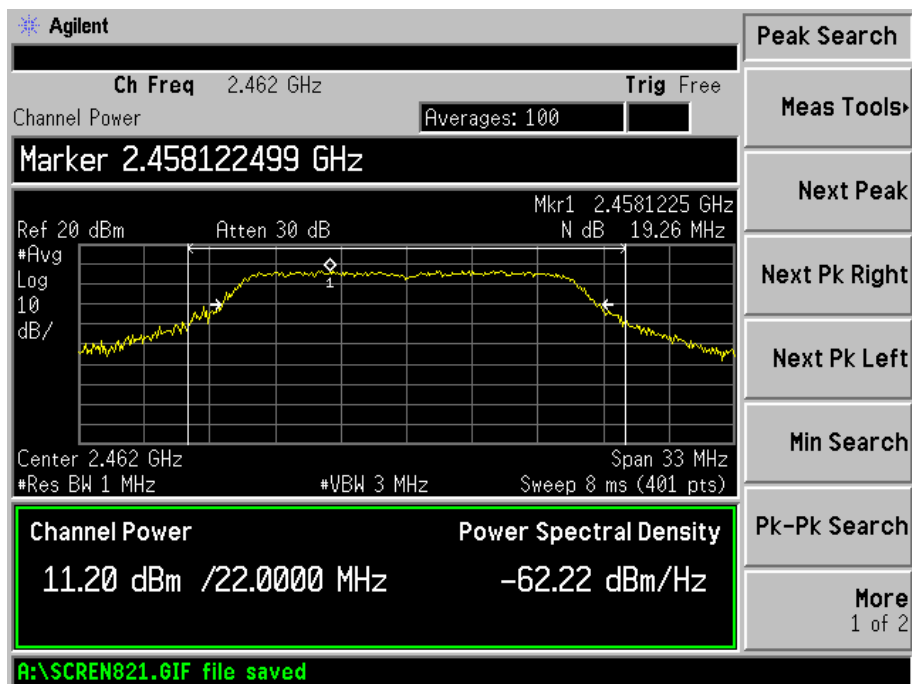 Agilent
Peak Search
Ch Freq 2.462 GHz Trig Free
Channel Power Averages: 100
Meas Tools
Marker 2.458122499 GHz
Next Peak
Mkr1 2.4581225 GHz
Ref 20 dBm Atten 30 dB N dB 19.26 MHz
#Avg
Log
10
dB/
1
Next Pk Right
Next Pk Left
Center 2.462 GHz Span 33 MHz
#Res BW 1 MHz #VBW 3 MHz Sweep 8 ms (401 pts)
Min Search
Channel Power Power Spectral Density
11.20 dBm /22.0000 MHz -62.22 dBm/Hz
Pk-Pk Search
More
1 of 2
A:\SCREN821.GIF file saved